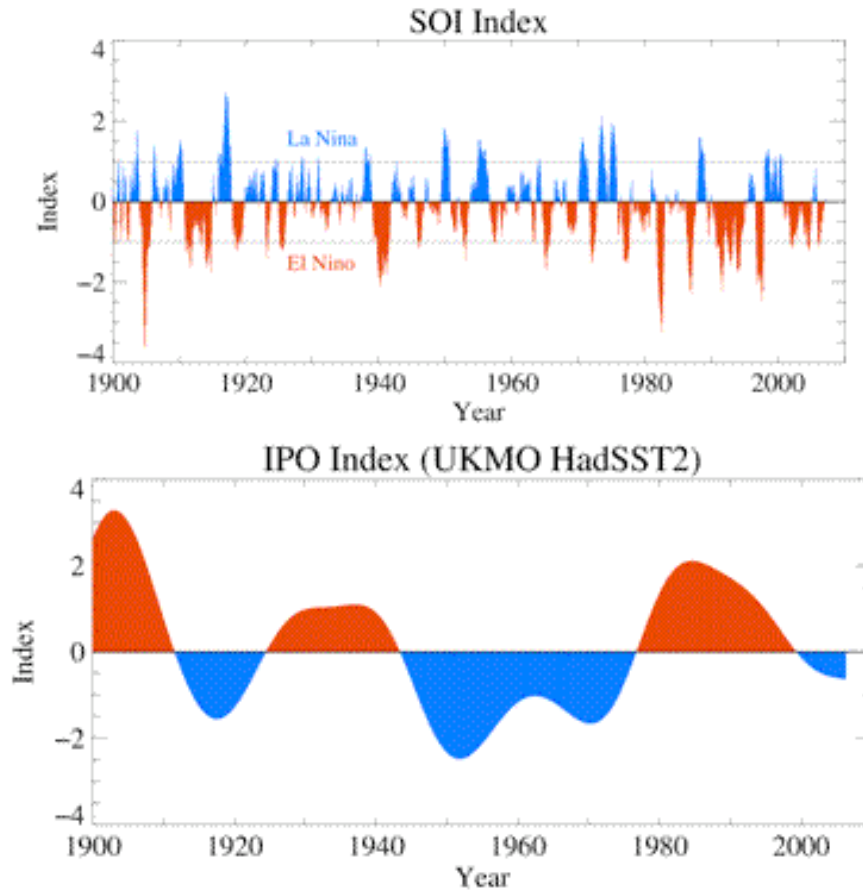 SOI Index
4
2
La Nina
Index
0
El Nino
−2
−4
1900 1920 1940 1960 1980 2000
Year
IPO Index (UKMO HadSST2)
4
2
Index
0
−2
−4
1900 1920 1940 1960 1980 2000
Year